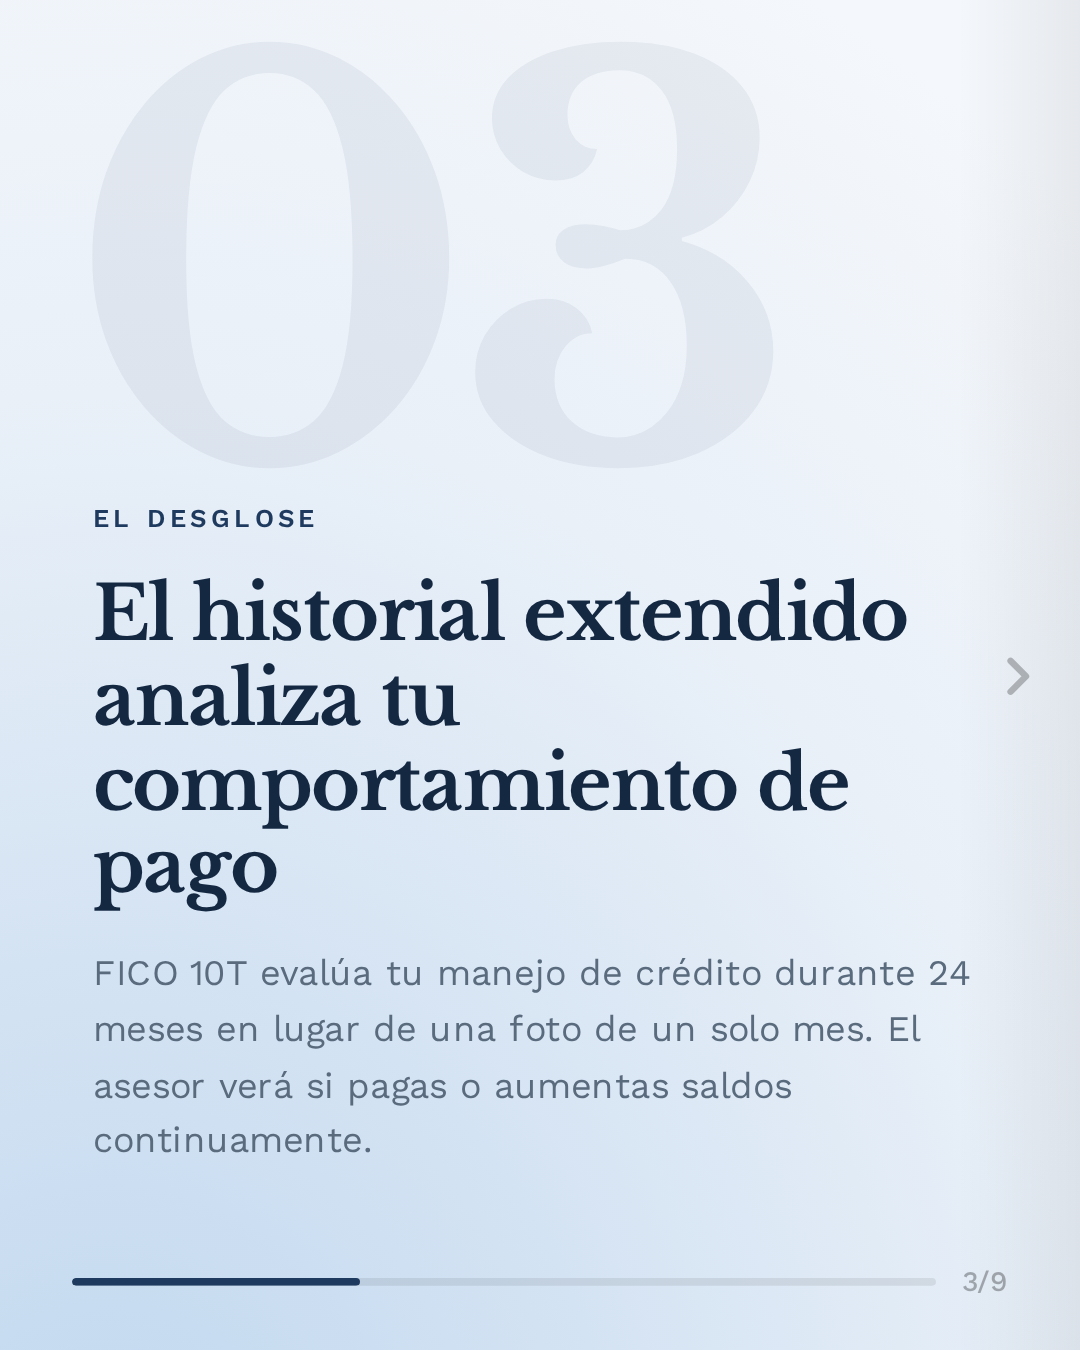 03
EL DESGLOSE
El historial extendido
analiza tu
comportamiento de
pago
FICO 10T evalúa tu manejo de crédito durante 24
meses en lugar de una foto de un solo mes. El
asesor verá si pagas o aumentas saldos
continuamente.
3/9